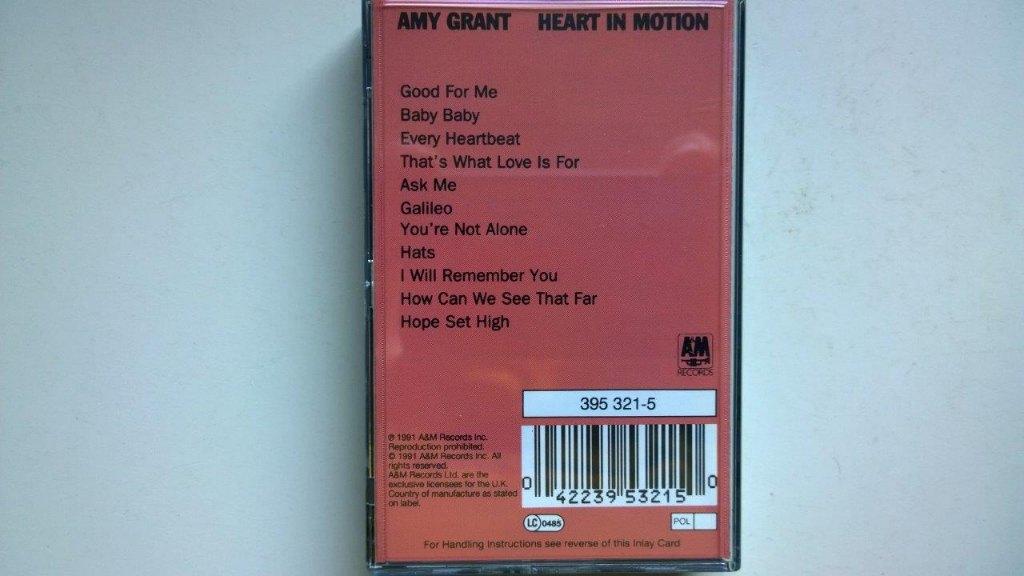 AMY GRANT HEART IN MOTION
Good For Me
Baby Baby
Every Heartbeat
That's What Love Is For
Ask Me
Galileo
You're Not Alone
Hats
I Will Remember You
How Can We See That Far
Hope Set High
A&M
RECORDS
395 321-5
℗ 1991 A&M Records Inc.
Reproduction prohibited.
© 1991 A&M Records Inc. All
rights reserved.
A&M Records Ltd. are the
exclusive licensees for the U.K.
Country of manufacture as stated
on label.
0 42239 53215 0
LC 0485
POL
For Handling Instructions see reverse of this Inlay Card